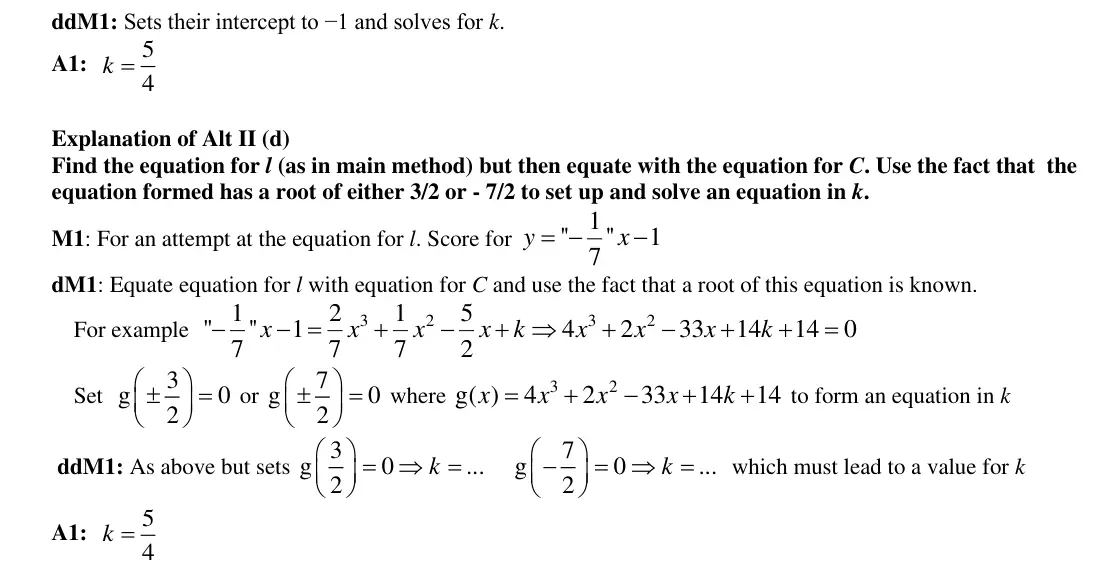 ddM1: Sets their intercept to −1 and solves for k.
A1: k = 5/4
Explanation of Alt II (d)
Find the equation for l (as in main method) but then equate with the equation for C. Use the fact that the
equation formed has a root of either 3/2 or - 7/2 to set up and solve an equation in k.
M1: For an attempt at the equation for l. Score for y = "−1/7"x −1
dM1: Equate equation for l with equation for C and use the fact that a root of this equation is known.
For example "−1/7"x −1 = 2/7 x³ + 1/7 x² − 5/2 x + k ⇒ 4x³ + 2x² − 33x + 14k + 14 = 0
Set g(±3/2) = 0 or g(±7/2) = 0 where g(x) = 4x³ + 2x² − 33x + 14k + 14 to form an equation in k
ddM1: As above but sets g(3/2) = 0 ⇒ k = ... g(−7/2) = 0 ⇒ k = ... which must lead to a value for k
A1: k = 5/4